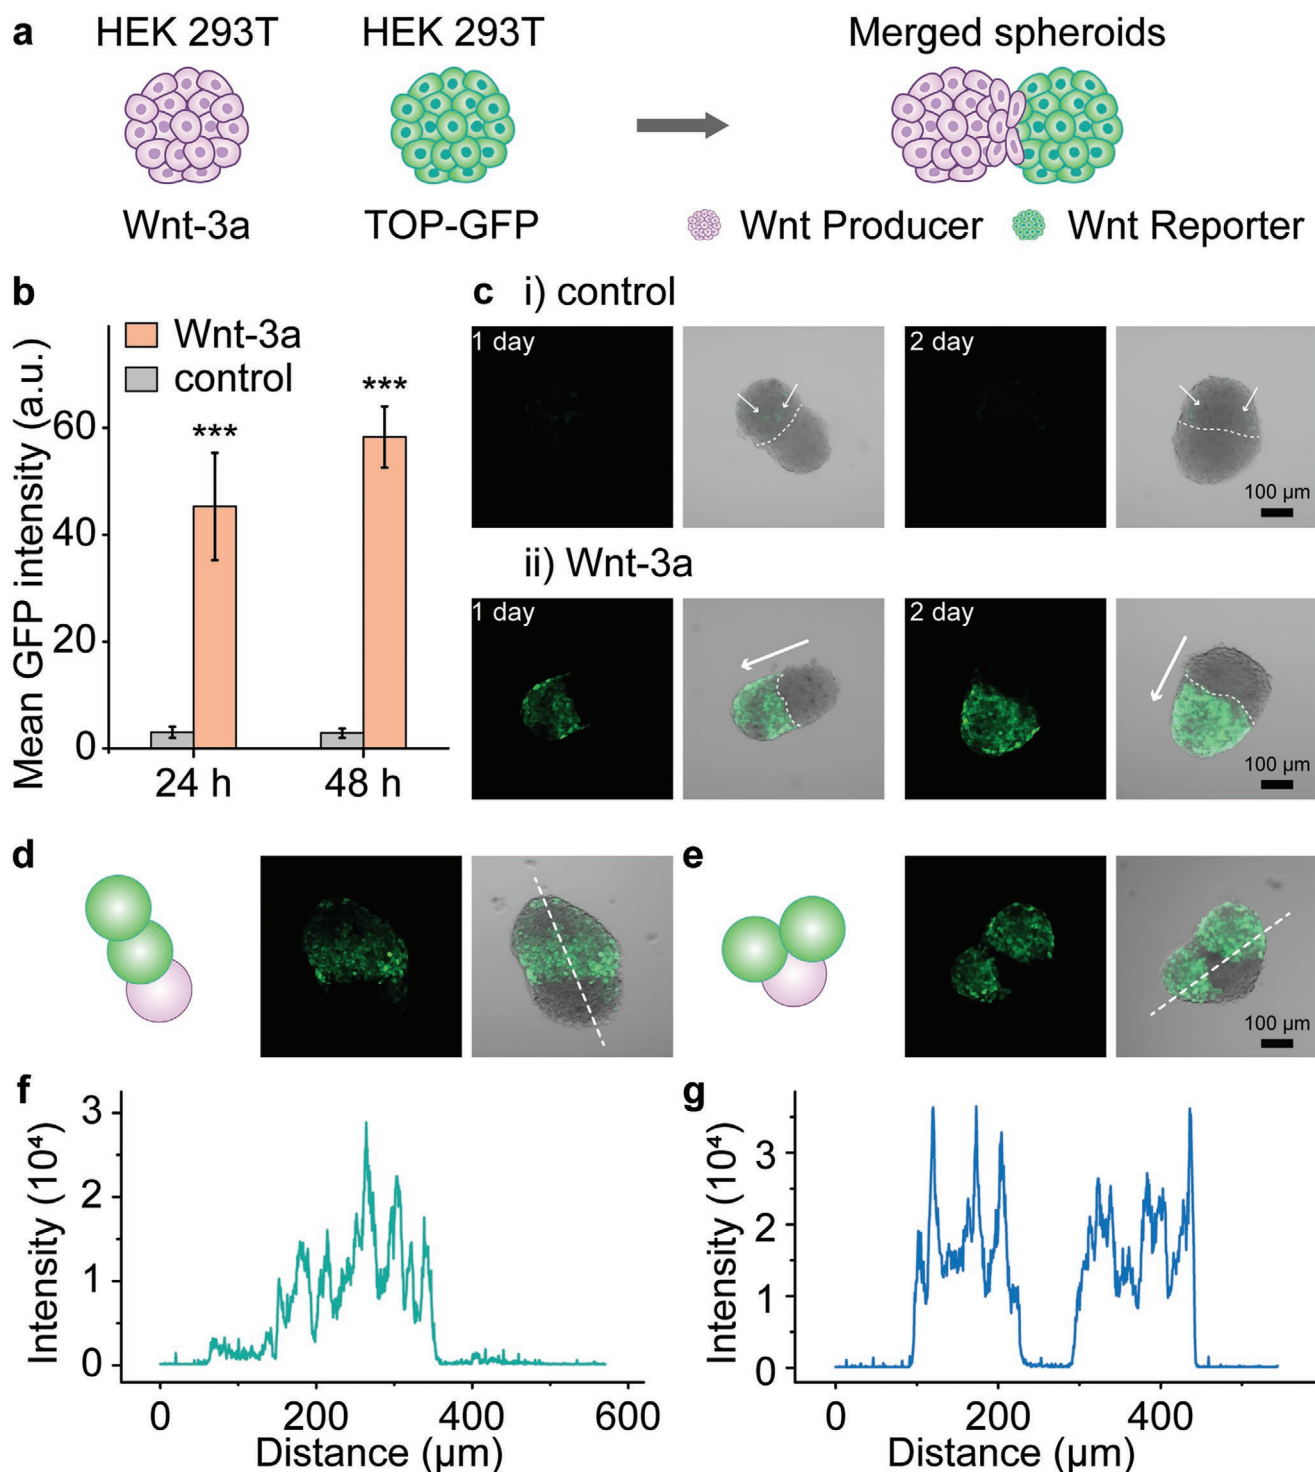 a
HEK 293T HEK 293T Merged spheroids
Wnt-3a TOP-GFP Wnt Producer Wnt Reporter
b
Mean GFP intensity (a.u.)
Wnt-3a
control
60
40
20
0
***
***
24 h 48 h
c i) control
1 day 2 day
100 µm
ii) Wnt-3a
1 day 2 day
100 µm
d
e
100 µm
f
Intensity (10⁴)
3
2
1
0
0 200 400 600
Distance (µm)
g
Intensity (10⁴)
3
2
1
0
0 200 400
Distance (µm)